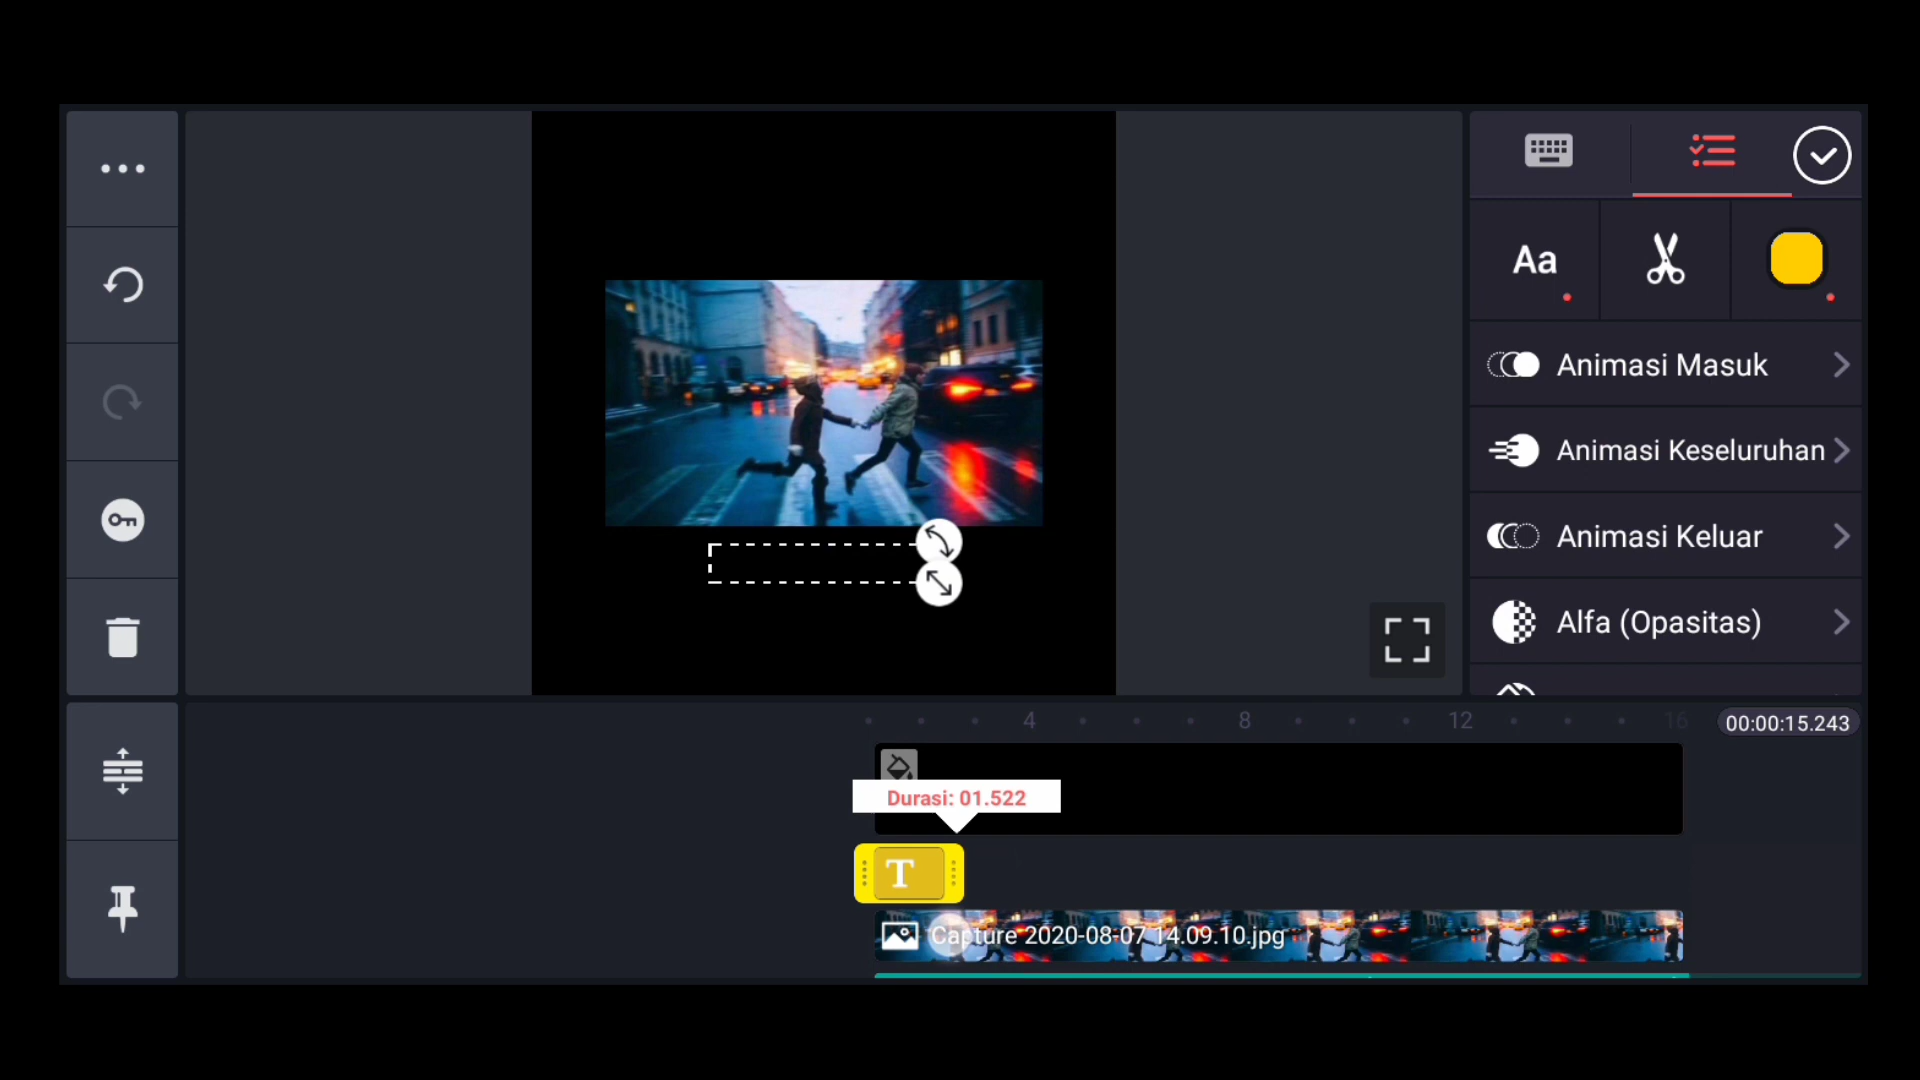 Aa
Animasi Masuk
Animasi Keseluruhan
Animasi Keluar
Alfa (Opasitas)
4 8 12 16
00:00:15.243
Durasi: 01.522
T
Capture 2020-08-07 14.09.10.jpg